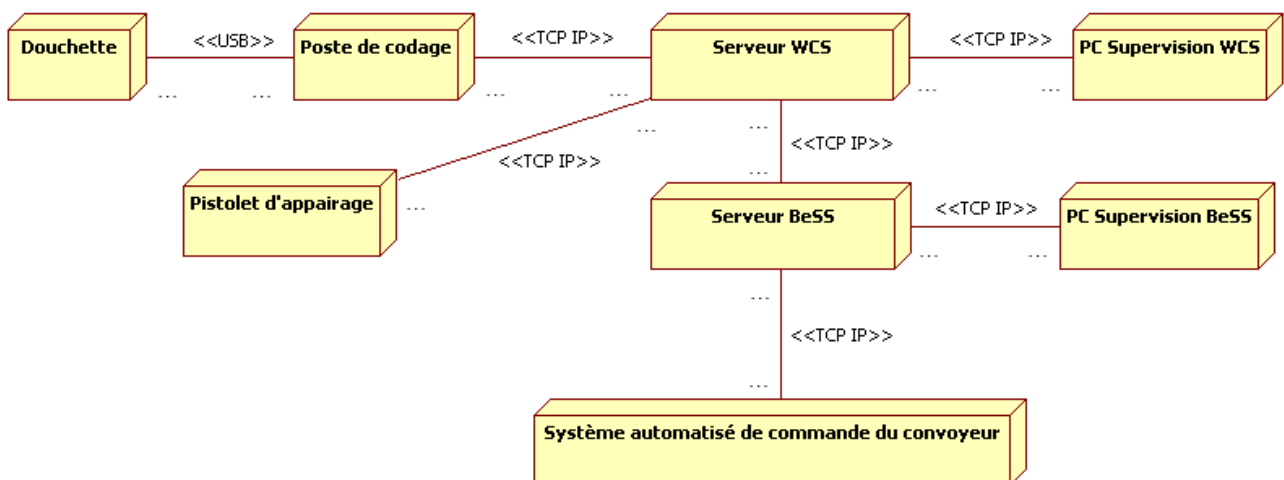 Douchette
<<USB>>
Poste de codage
<<TCP IP>>
Serveur WCS
<<TCP IP>>
PC Supervision WCS
...
...
...
...
...
...
...
...
<<TCP IP>>
<<TCP IP>>
...
Pistolet d'appairage
...
Serveur BeSS
<<TCP IP>>
PC Supervision BeSS
...
...
...
<<TCP IP>>
...
Système automatisé de commande du convoyeur